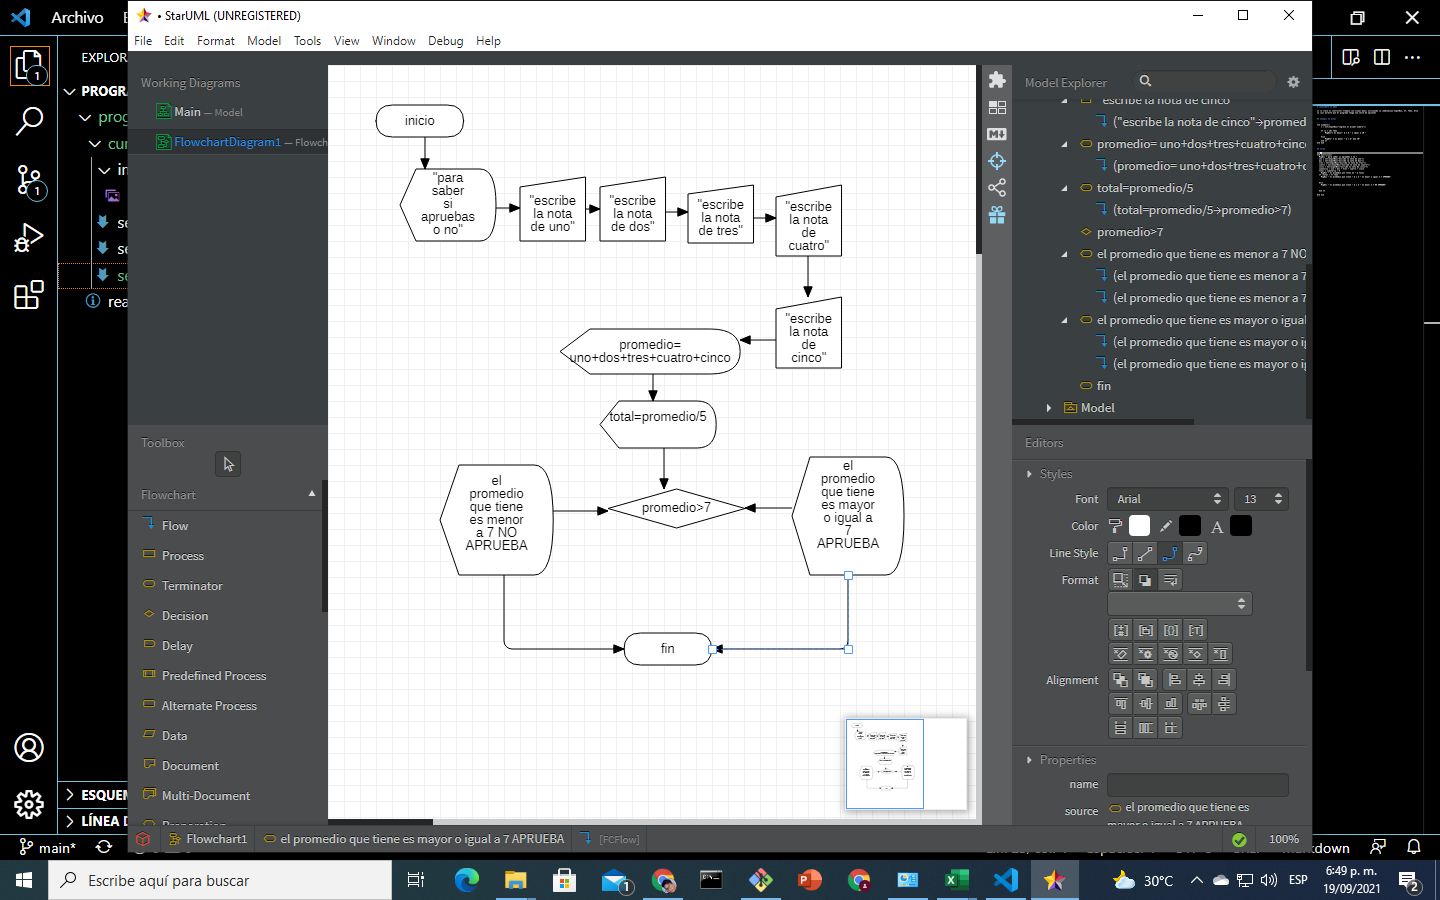 Archivo
• StarUML (UNREGISTERED)
File Edit Format Model Tools View Window Debug Help
EXPLOR
Working Diagrams
Main — Model
FlowchartDiagram1 — Flowch
PROGRA
prog
cur
im
se
se
se
rea
1
1
inicio
"para
saber
si
apruebas
o no"
"escribe
la nota
de uno"
"escribe
la nota
de dos"
"escribe
la nota
de tres"
"escribe
la nota
de
cuatro"
"escribe
la nota
de
cinco"
promedio=
uno+dos+tres+cuatro+cinco
total=promedio/5
el
promedio
que tiene
es menor
a 7 NO
APRUEBA
promedio>7
el
promedio
que tiene
es mayor
o igual a
7
APRUEBA
fin
Toolbox
Flowchart
Flow
Process
Terminator
Decision
Delay
Predefined Process
Alternate Process
Data
Document
Multi-Document
Model Explorer
"escribe la nota de cinco
("escribe la nota de cinco"→promed
promedio= uno+dos+tres+cuatro+cinc
(promedio= uno+dos+tres+cuatro+c
total=promedio/5
(total=promedio/5→promedio>7)
promedio>7
el promedio que tiene es menor a 7 NO
(el promedio que tiene es menor a 7
(el promedio que tiene es menor a 7
el promedio que tiene es mayor o igual
(el promedio que tiene es mayor o ig
(el promedio que tiene es mayor o ig
fin
Model
Editors
Styles
Font Arial 13
Color
Line Style
Format
Alignment
Properties
name
source el promedio que tiene es
mayor o igual a 7 APRUEBA
ESQUEM
LÍNEA D
Flowchart1 el promedio que tiene es mayor o igual a 7 APRUEBA [FCFlow] 100%
main*
Escribe aquí para buscar
1
30°C
ESP
6:49 p. m.
19/09/2021
2